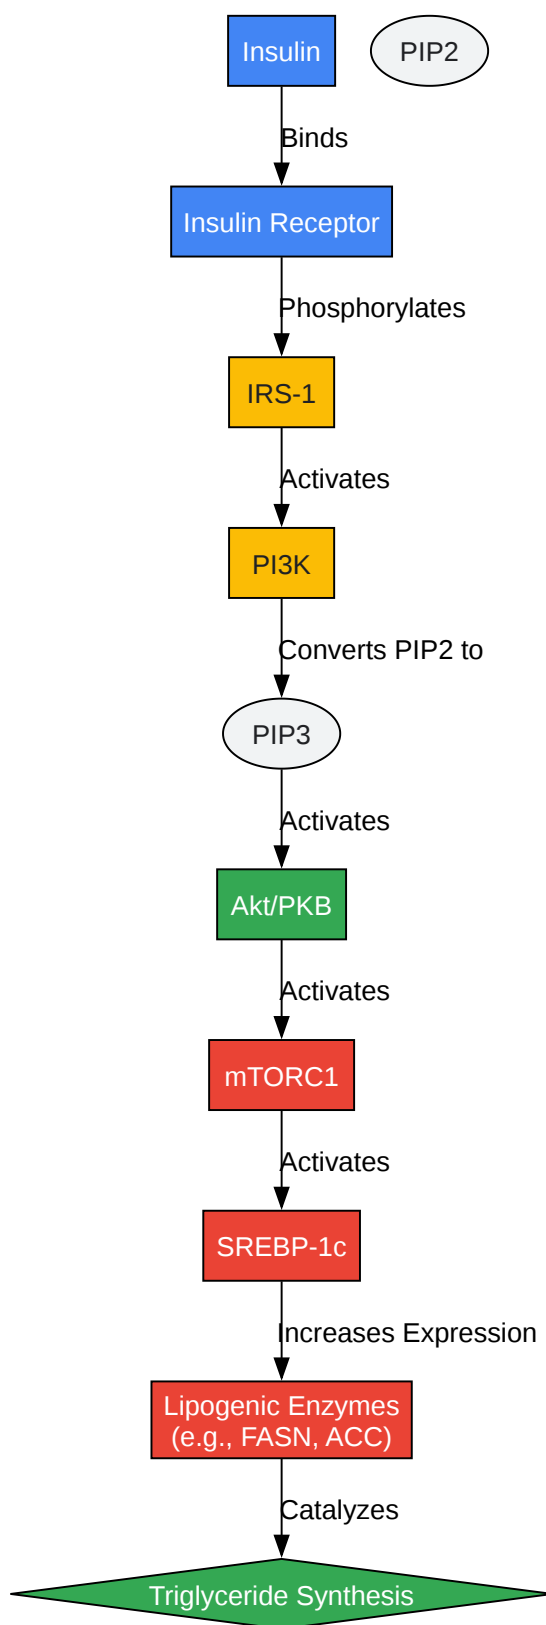 Insulin
PIP2
Binds
Insulin Receptor
Phosphorylates
IRS-1
Activates
PI3K
Converts PIP2 to
PIP3
Activates
Akt/PKB
Activates
mTORC1
Activates
SREBP-1c
Increases Expression
Lipogenic Enzymes
(e.g., FASN, ACC)
Catalyzes
Triglyceride Synthesis